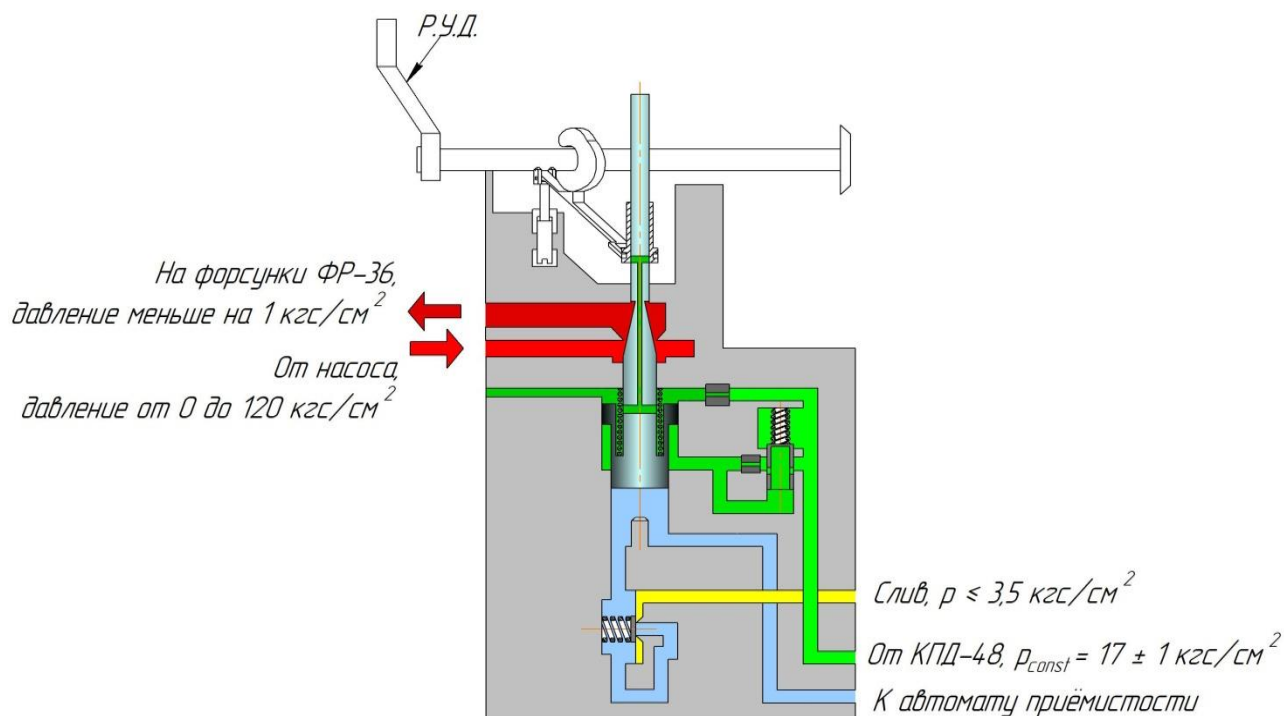 Р.У.Д.
На форсунки ФР-36,
давление меньше на 1 кгс/см²
От насоса,
давление от 0 до 120 кгс/см²
Слив, р ≤ 3,5 кгс/см²
От КПД-48, pconst = 17 ± 1 кгс/см²
К автомату приёмистости